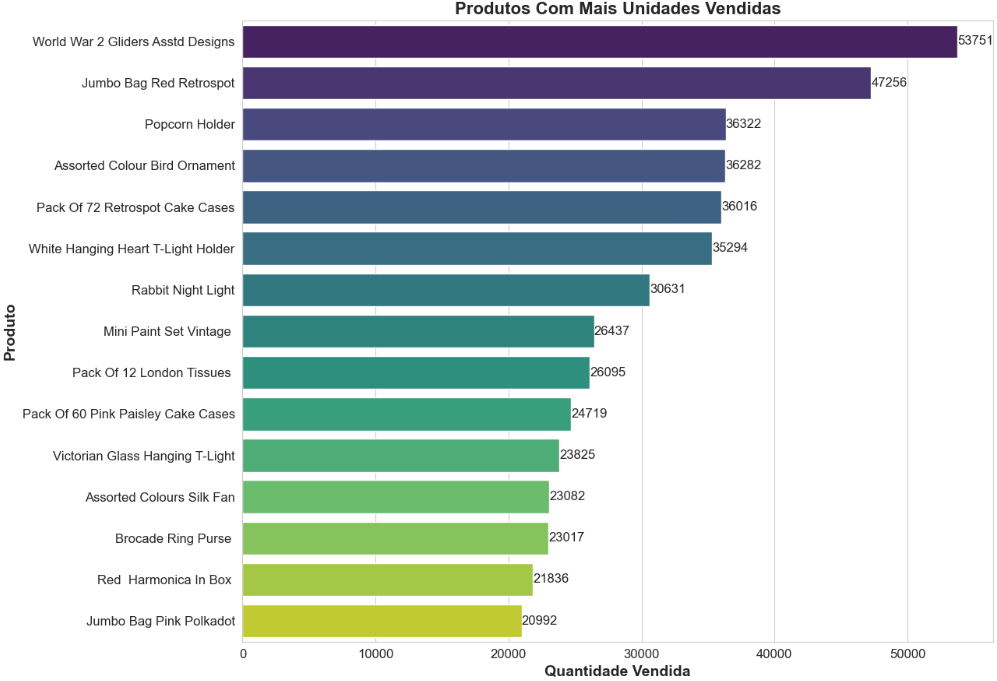 Produtos Com Mais Unidades Vendidas
World War 2 Gliders Asstd Designs 53751
Jumbo Bag Red Retrospot 47256
Popcorn Holder 36322
Assorted Colour Bird Ornament 36282
Pack Of 72 Retrospot Cake Cases 36016
White Hanging Heart T-Light Holder 35294
Rabbit Night Light 30631
Mini Paint Set Vintage 26437
Pack Of 12 London Tissues 26095
Pack Of 60 Pink Paisley Cake Cases 24719
Victorian Glass Hanging T-Light 23825
Assorted Colours Silk Fan 23082
Brocade Ring Purse 23017
Red  Harmonica In Box 21836
Jumbo Bag Pink Polkadot 20992
0 10000 20000 30000 40000 50000
Quantidade Vendida
Produto